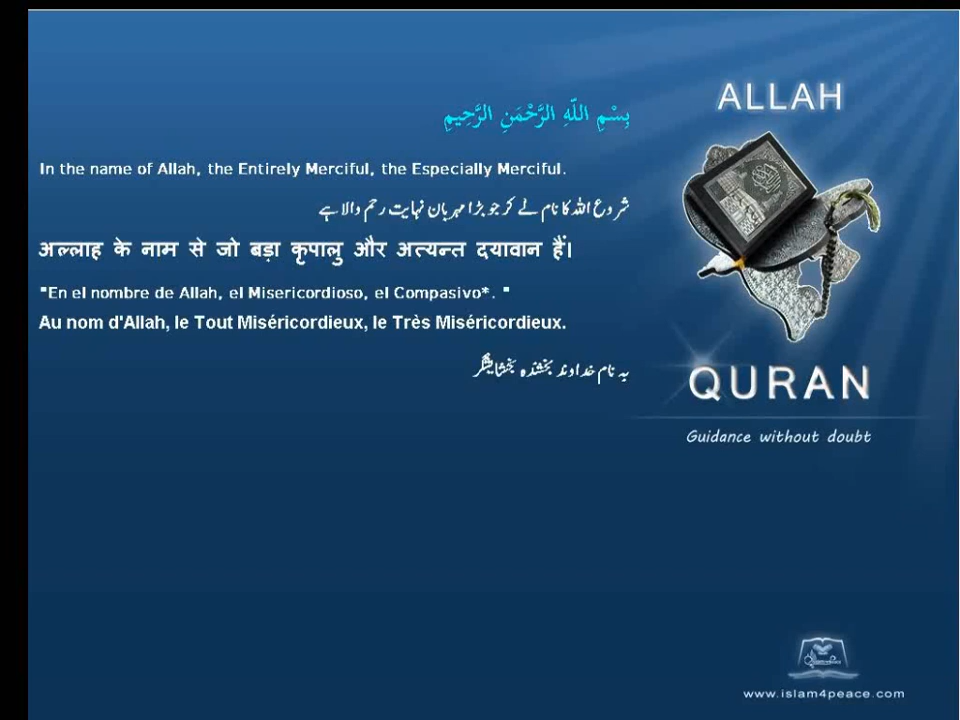 بِسْمِ اللَّهِ الرَّحْمَنِ الرَّحِيمِ
In the name of Allah, the Entirely Merciful, the Especially Merciful.
شروع الله کا نام لے کر جو بڑا مہربان نہایت رحم والا ہے
अल्लाह के नाम से जो बड़ा कृपालु और अत्यन्त दयावान हैं।
"En el nombre de Allah, el Misericordioso, el Compasivo*. "
Au nom d'Allah, le Tout Miséricordieux, le Très Miséricordieux.
به نام خداوند بخشنده بخشایشگر
ALLAH
QURAN
Guidance without doubt
www.islam4peace.com